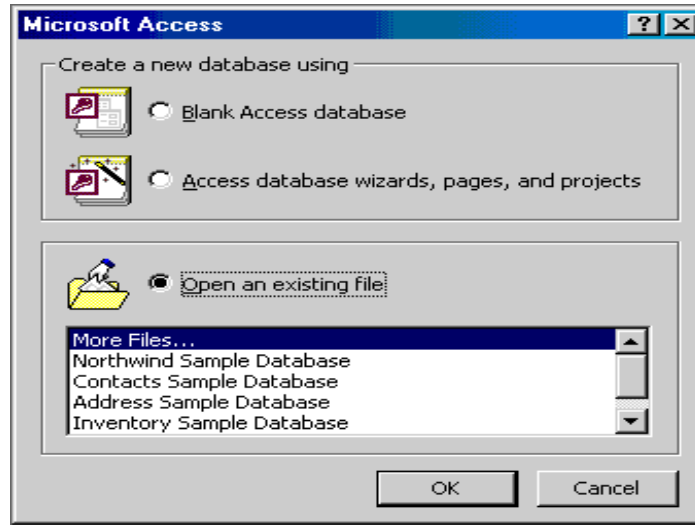 Microsoft Access
Create a new database using
Blank Access database
Access database wizards, pages, and projects
Open an existing file
More Files...
Northwind Sample Database
Contacts Sample Database
Address Sample Database
Inventory Sample Database
OK Cancel